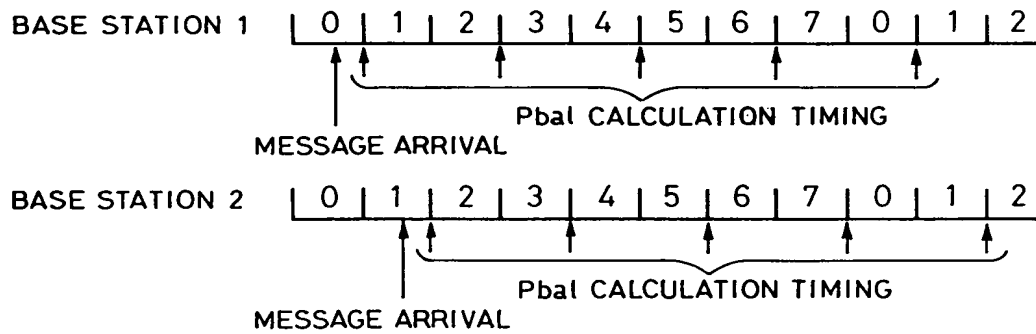 BASE STATION 1 | 0 | 1 | 2 | 3 | 4 | 5 | 6 | 7 | 0 | 1 | 2
Pbal CALCULATION TIMING
MESSAGE ARRIVAL
BASE STATION 2 | 0 | 1 | 2 | 3 | 4 | 5 | 6 | 7 | 0 | 1 | 2
Pbal CALCULATION TIMING
MESSAGE ARRIVAL